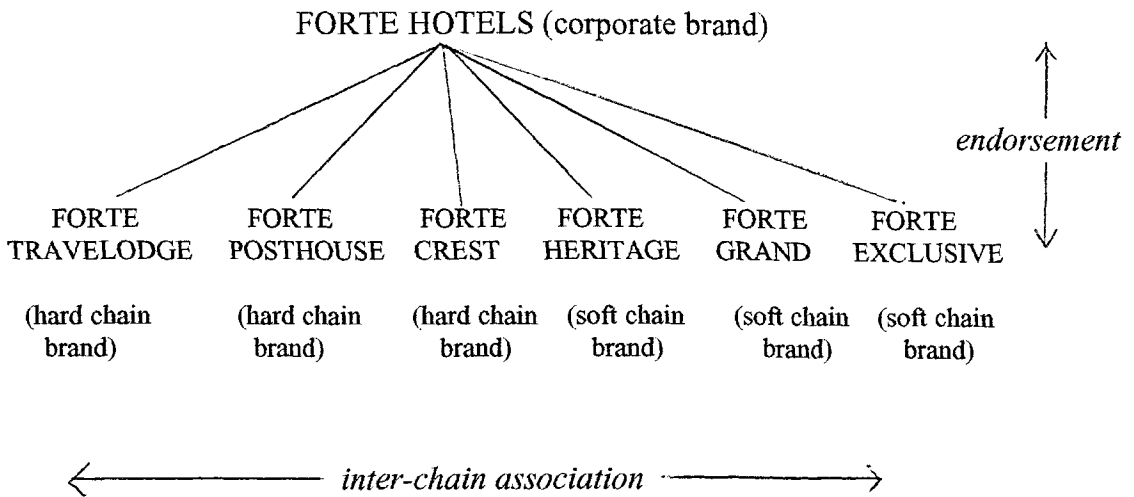 FORTE HOTELS (corporate brand)
endorsement
FORTE TRAVELODGE
(hard chain brand)
FORTE POSTHOUSE
(hard chain brand)
FORTE CREST
(hard chain brand)
FORTE HERITAGE
(soft chain brand)
FORTE GRAND
(soft chain brand)
FORTE EXCLUSIVE
(soft chain brand)
inter-chain association